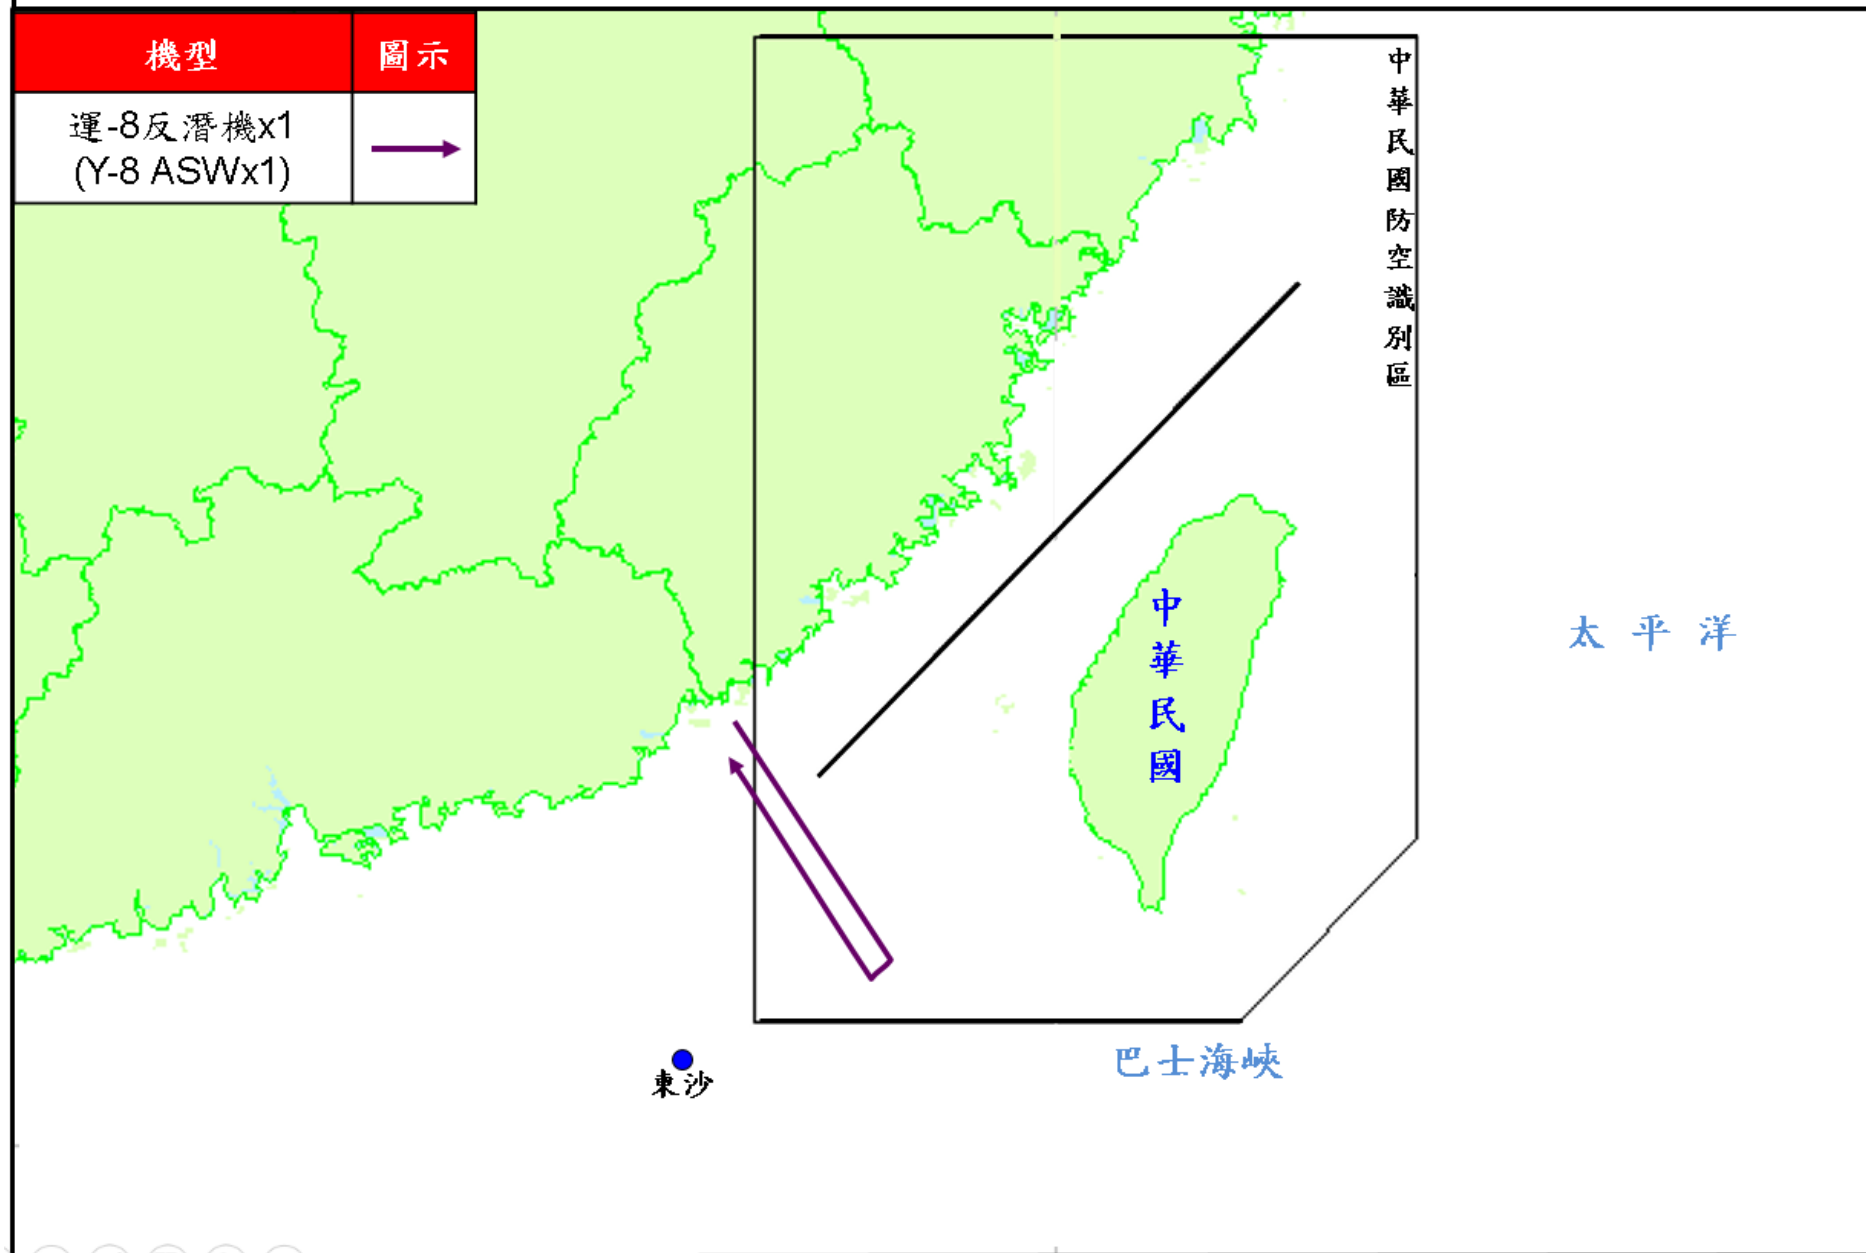 機型
圖示
運-8反潛機x1
(Y-8 ASWx1)
中華民國防空識別區
中華民國
太平洋
巴士海峽
東沙